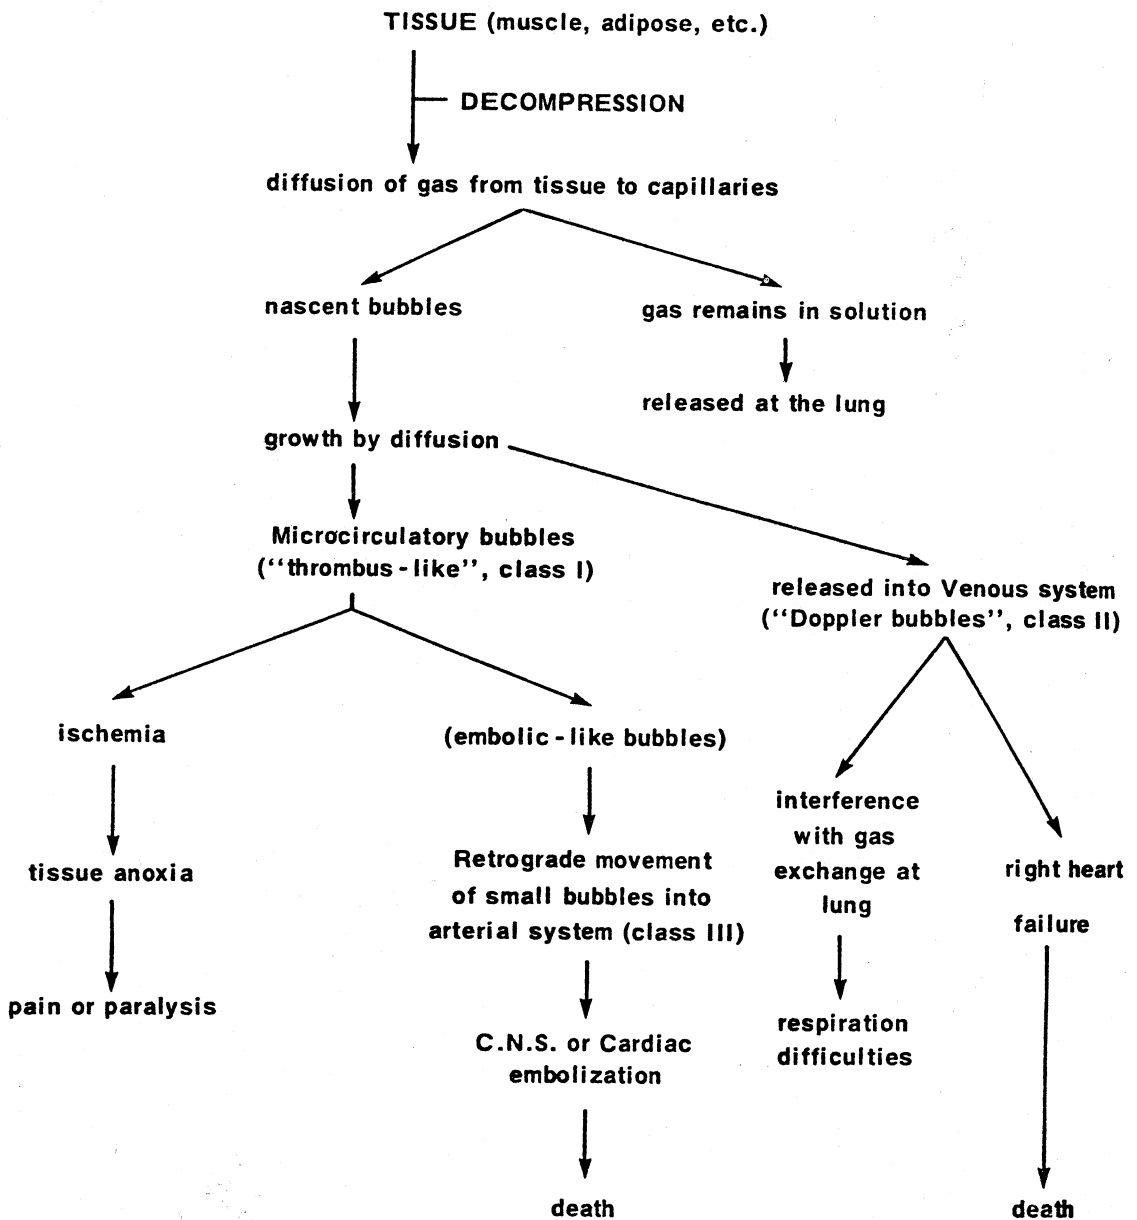 TISSUE (muscle, adipose, etc.)
DECOMPRESSION
diffusion of gas from tissue to capillaries
nascent bubbles
gas remains in solution
released at the lung
growth by diffusion
Microcirculatory bubbles
(“thrombus-like”, class I)
released into Venous system
(“Doppler bubbles”, class II)
ischemia
tissue anoxia
pain or paralysis
(embolic-like bubbles)
Retrograde movement
of small bubbles into
arterial system (class III)
C.N.S. or Cardiac
embolization
death
interference
with gas
exchange at
lung
respiration
difficulties
right heart
failure
death